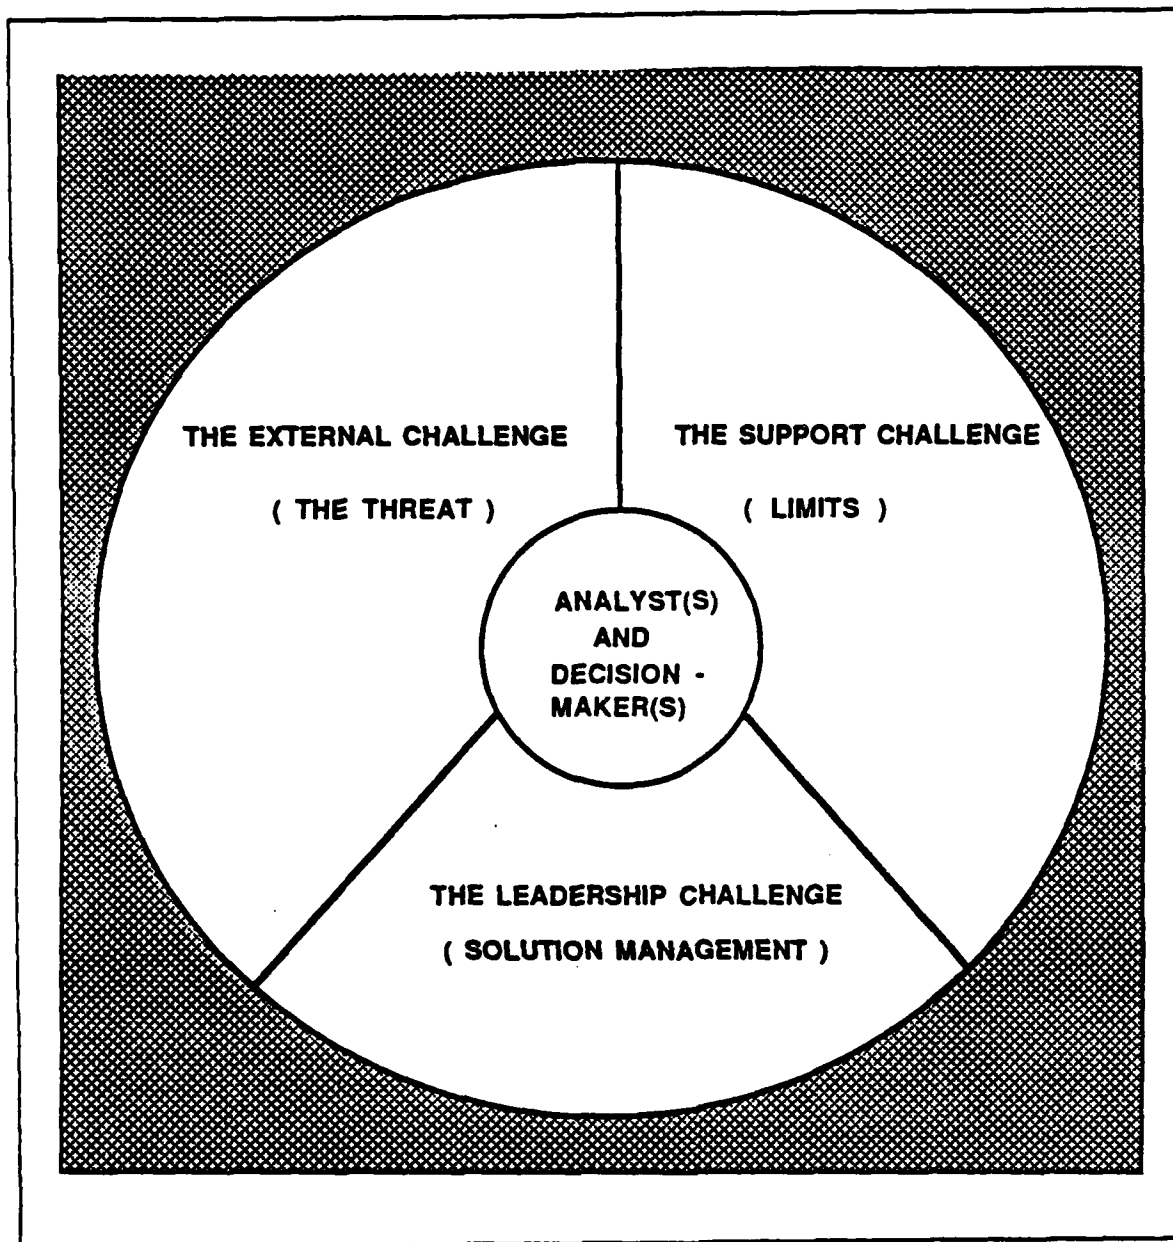 THE EXTERNAL CHALLENGE
( THE THREAT )
THE SUPPORT CHALLENGE
( LIMITS )
ANALYST(S)
AND
DECISION -
MAKER(S)
THE LEADERSHIP CHALLENGE
( SOLUTION MANAGEMENT )